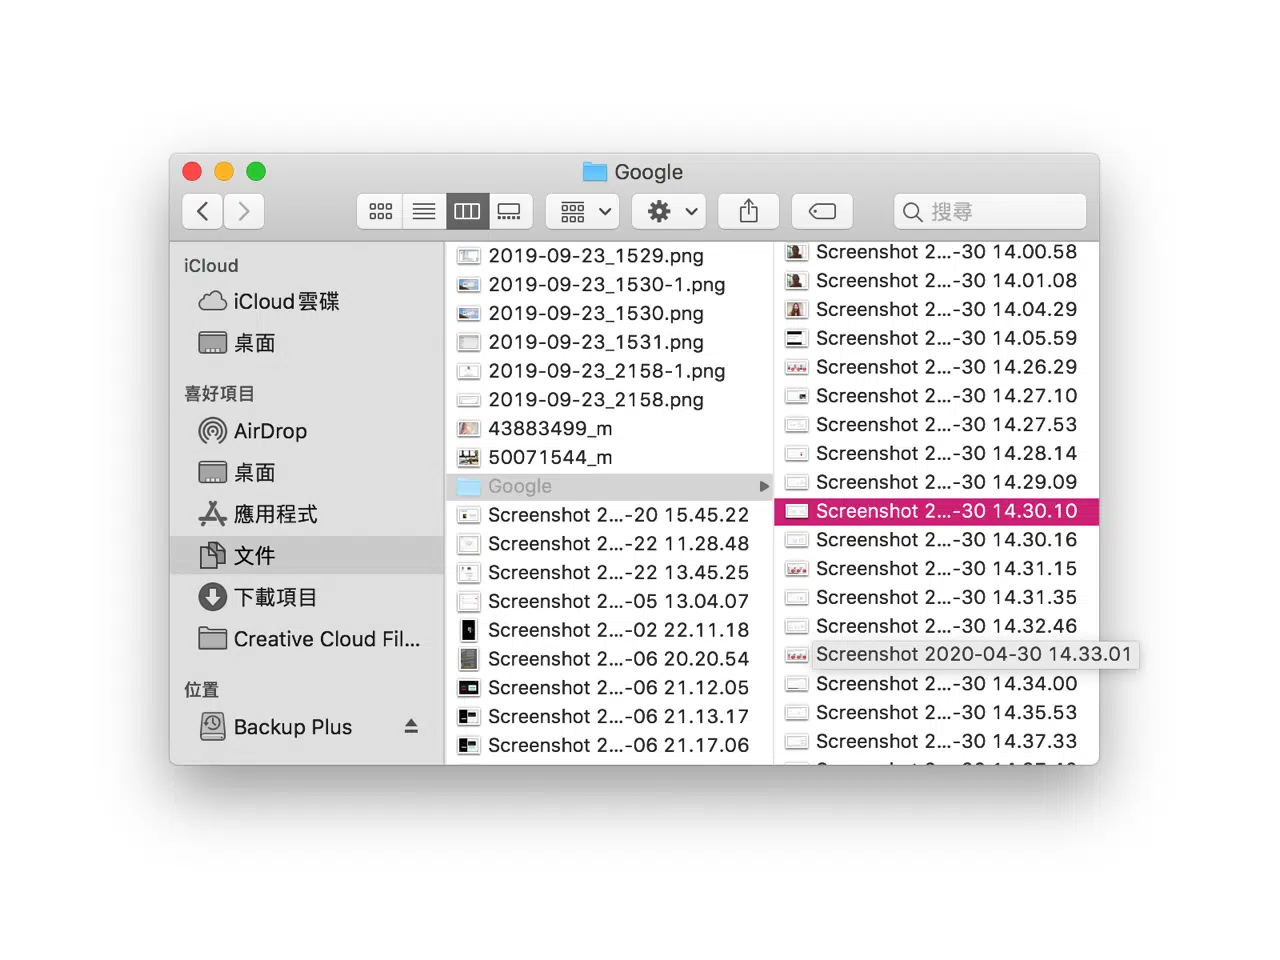 Google
搜尋
iCloud
iCloud雲碟
桌面
喜好項目
AirDrop
桌面
應用程式
文件
下載項目
Creative Cloud Fil...
位置
Backup Plus
2019-09-23_1529.png
2019-09-23_1530-1.png
2019-09-23_1530.png
2019-09-23_1531.png
2019-09-23_2158-1.png
2019-09-23_2158.png
43883499_m
50071544_m
Google
Screenshot 2...-20 15.45.22
Screenshot 2...-22 11.28.48
Screenshot 2...-22 13.45.25
Screenshot 2...-05 13.04.07
Screenshot 2...-02 22.11.18
Screenshot 2...-06 20.20.54
Screenshot 2...-06 21.12.05
Screenshot 2...-06 21.13.17
Screenshot 2...-06 21.17.06
Screenshot 2...-30 14.00.58
Screenshot 2...-30 14.01.08
Screenshot 2...-30 14.04.29
Screenshot 2...-30 14.05.59
Screenshot 2...-30 14.26.29
Screenshot 2...-30 14.27.10
Screenshot 2...-30 14.27.53
Screenshot 2...-30 14.28.14
Screenshot 2...-30 14.29.09
Screenshot 2...-30 14.30.10
Screenshot 2...-30 14.30.16
Screenshot 2...-30 14.31.15
Screenshot 2...-30 14.31.35
Screenshot 2...-30 14.32.46
Screenshot 2020-04-30 14.33.01
Screenshot 2...-30 14.34.00
Screenshot 2...-30 14.35.53
Screenshot 2...-30 14.37.33